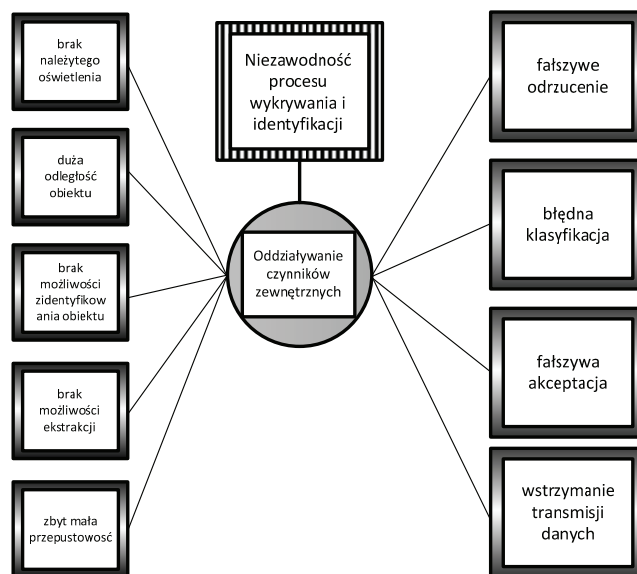 brak
należytego
oświetlenia
duża
odległość
obiektu
brak
możliwości
zidentyfikow
ania obiektu
brak
możliwości
ekstrakcji
zbyt mała
przepustowość
Niezawodność
procesu
wykrywania i
identyfikacji
Oddziaływanie
czynników
zewnętrznych
fałszywe
odrzucenie
błędna
klasyfikacja
fałszywa
akceptacja
wstrzymanie
transmisji
danych